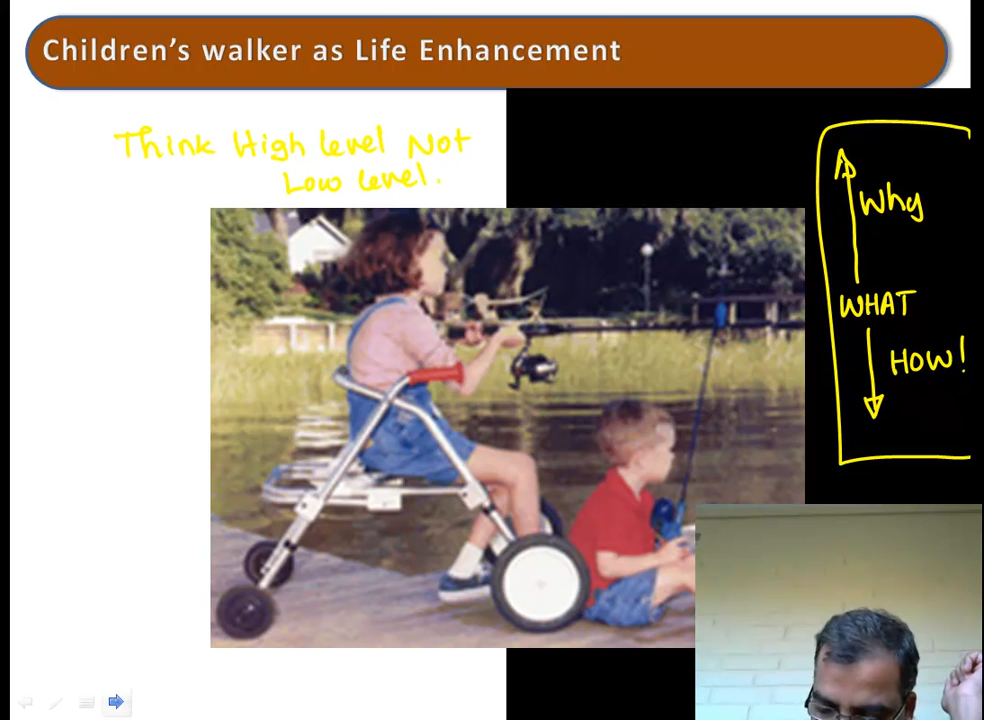 Children's walker as Life Enhancement
Think High level Not
Low level.
Why
WHAT
HOW!